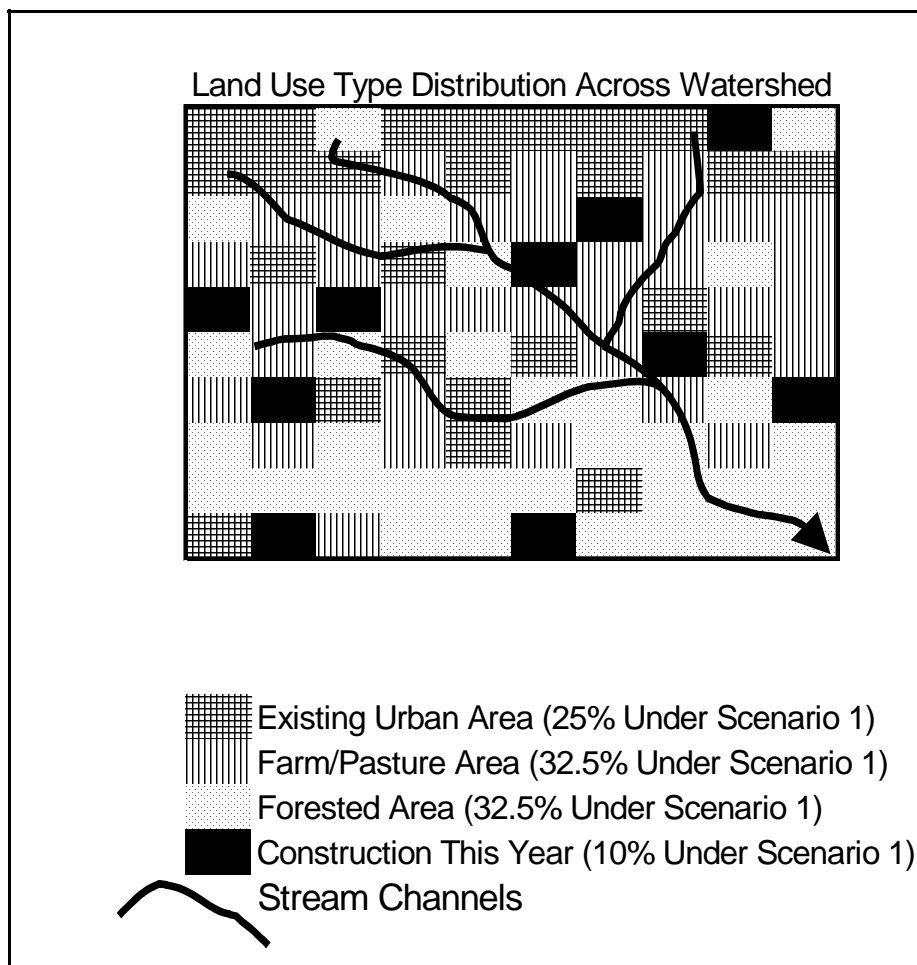 Land Use Type Distribution Across Watershed
Existing Urban Area (25% Under Scenario 1)
Farm/Pasture Area (32.5% Under Scenario 1)
Forested Area (32.5% Under Scenario 1)
Construction This Year (10% Under Scenario 1)
Stream Channels